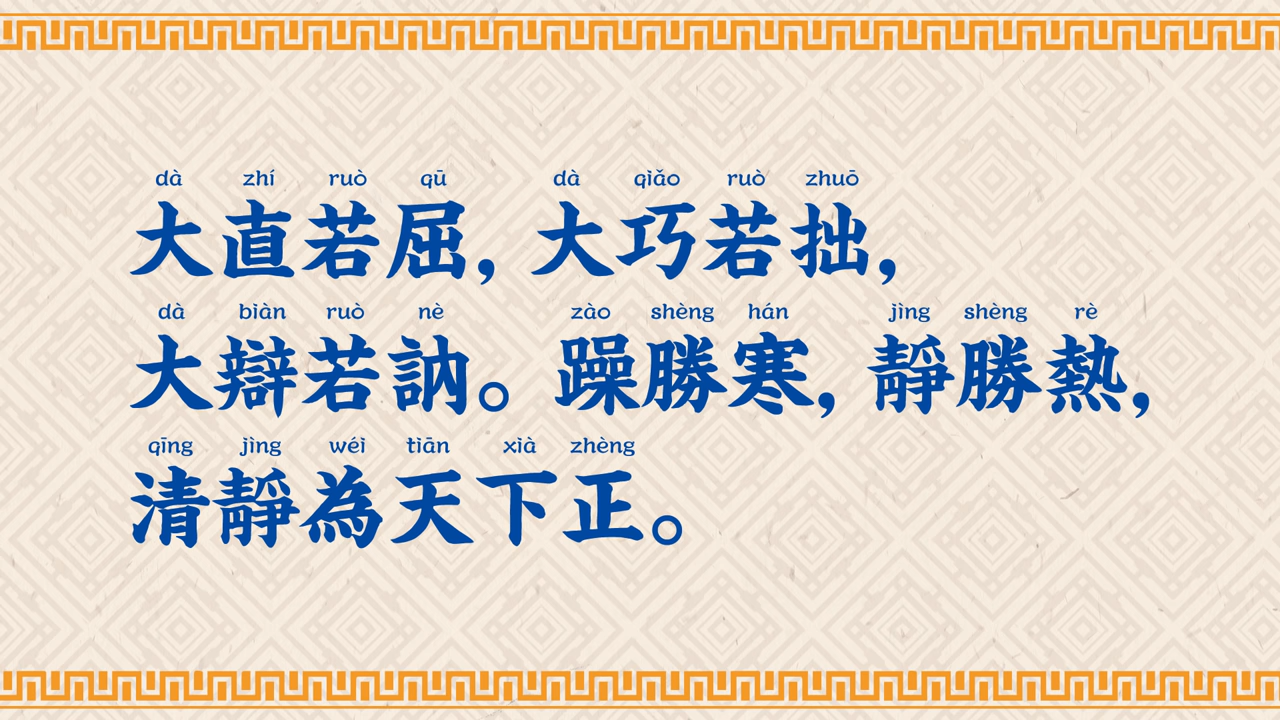 dà zhí ruò qū dà qiǎo ruò zhuō
大直若屈, 大巧若拙,
dà biàn ruò nè zào shèng hán jìng shèng rè
大辯若訥。 躁勝寒, 靜勝熱,
qīng jìng wéi tiān xià zhèng
清靜為天下正。